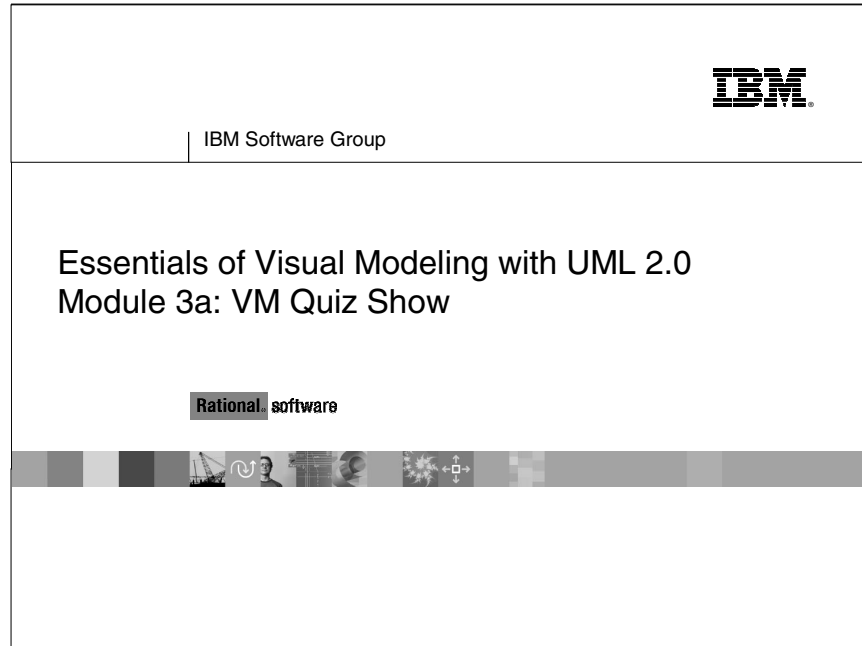 IBM®
IBM Software Group
Essentials of Visual Modeling with UML 2.0
Module 3a: VM Quiz Show
Rational® software